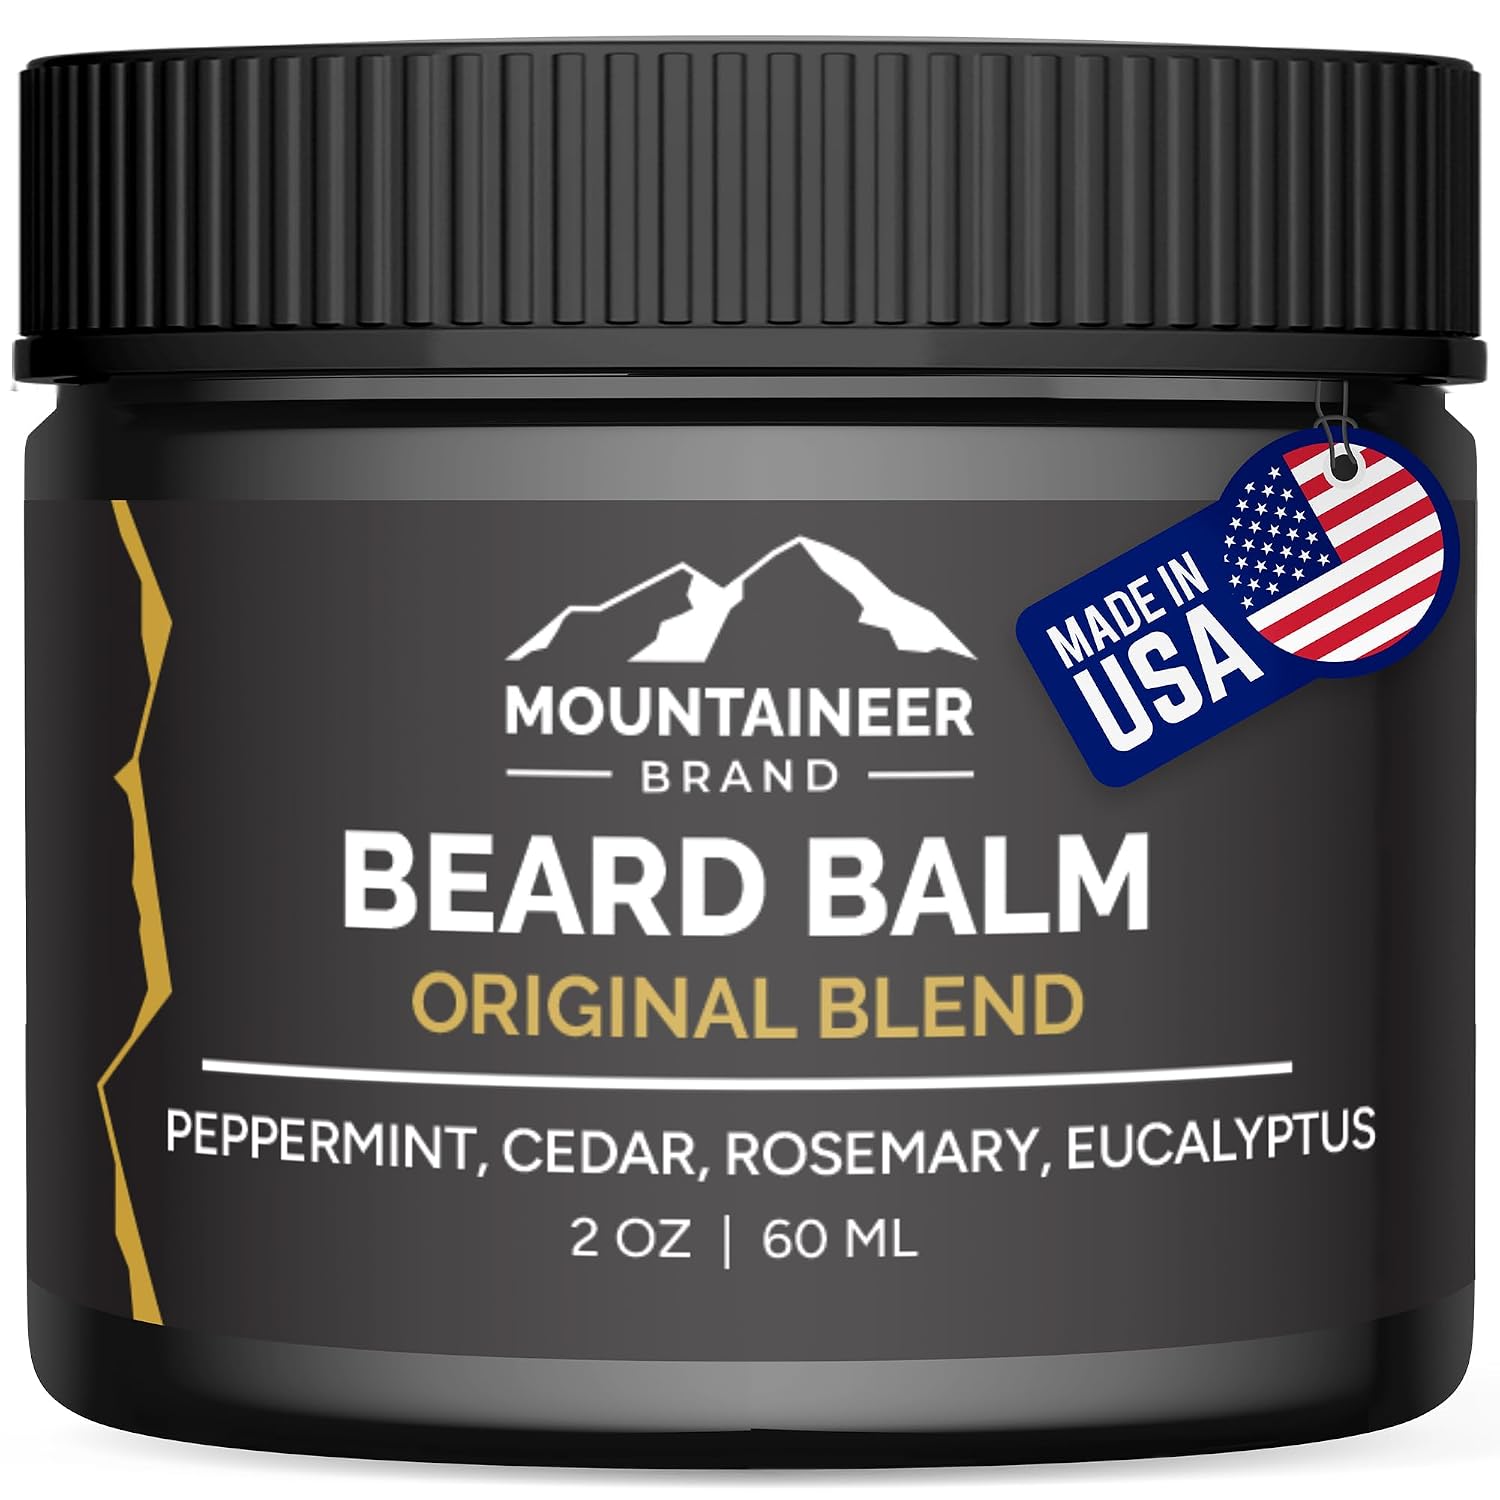 MOUNTAINEER
BRAND
MADE IN
USA
BEARD BALM
ORIGINAL BLEND
PEPPERMINT, CEDAR, ROSEMARY, EUCALYPTUS
2 OZ | 60 ML